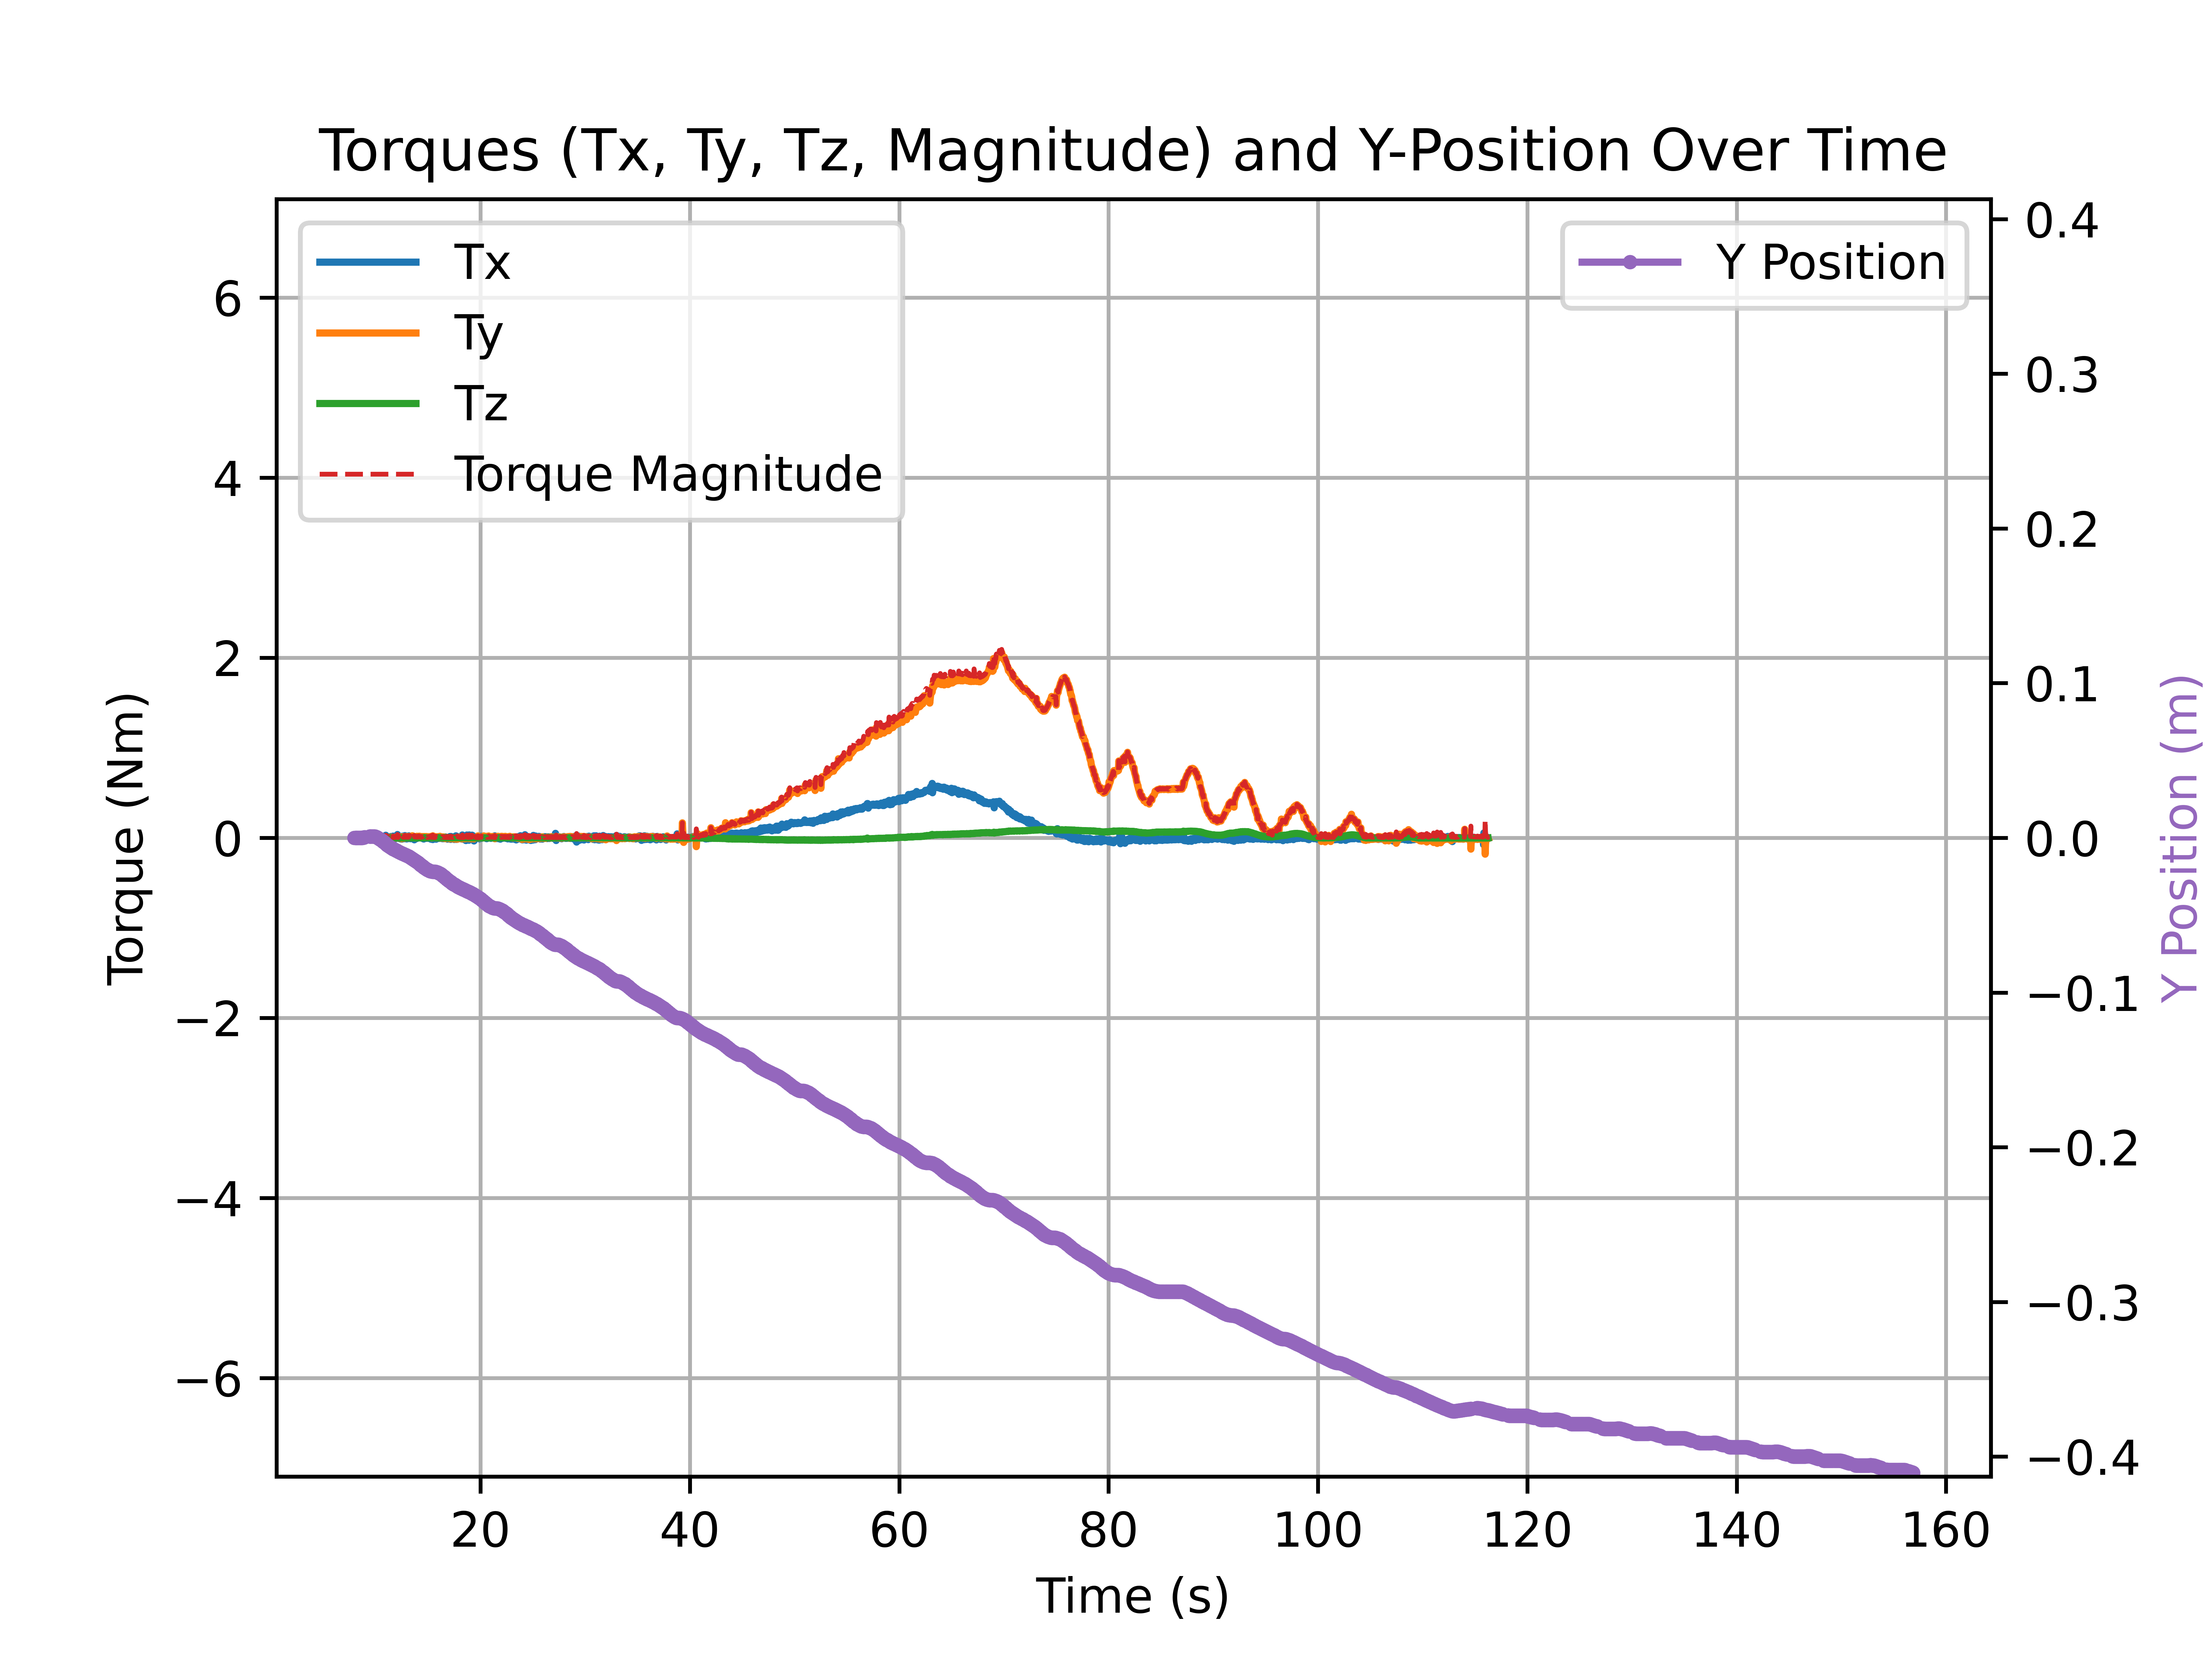 Torques (Tx, Ty, Tz, Magnitude) and Y-Position Over Time
Tx
Ty
Tz
Torque Magnitude
Y Position
Torque (Nm)
6
4
2
0
−2
−4
−6
0.4
0.3
0.2
0.1
0.0
−0.1
−0.2
−0.3
−0.4
Y Position (m)
20 40 60 80 100 120 140 160
Time (s)